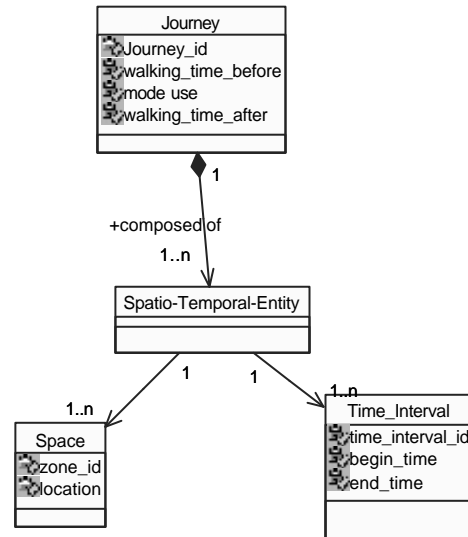 Journey
Journey_id
walking_time_before
mode use
walking_time_after
1
+composed of
1..n
Spatio-Temporal-Entity
1
1
1..n
1..n
Space
zone_id
location
Time_Interval
time_interval_id
begin_time
end_time